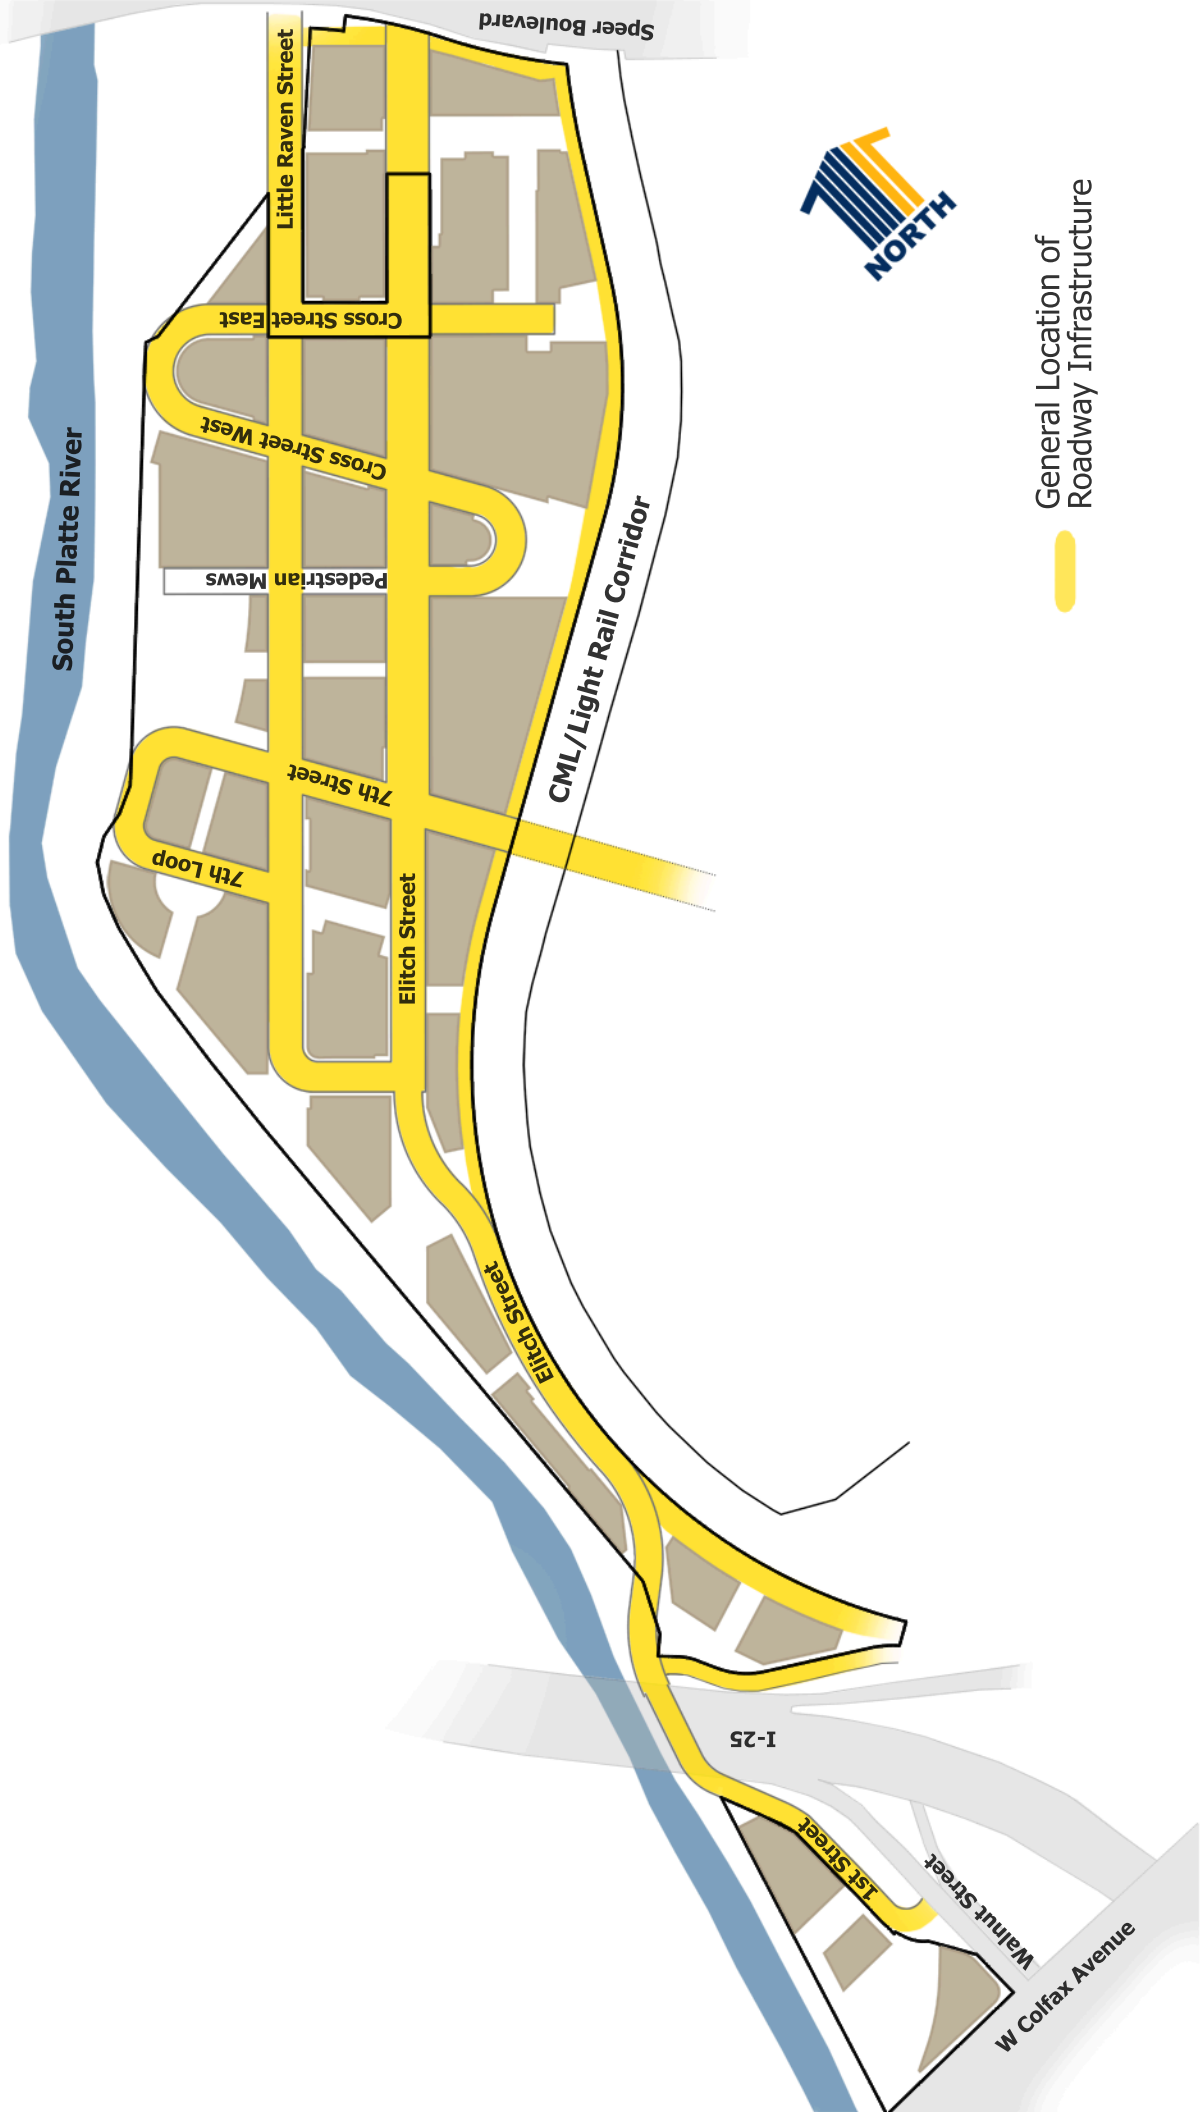 Speer Boulevard
Little Raven Street
NORTH
General Location of
Roadway Infrastructure
Cross Street East
Cross Street West
South Platte River
Pedestrian Mews
CML/Light Rail Corridor
7th Street
7th Loop
Elitch Street
Elitch Street
I-25
1st Street
Walnut Street
W Colfax Avenue